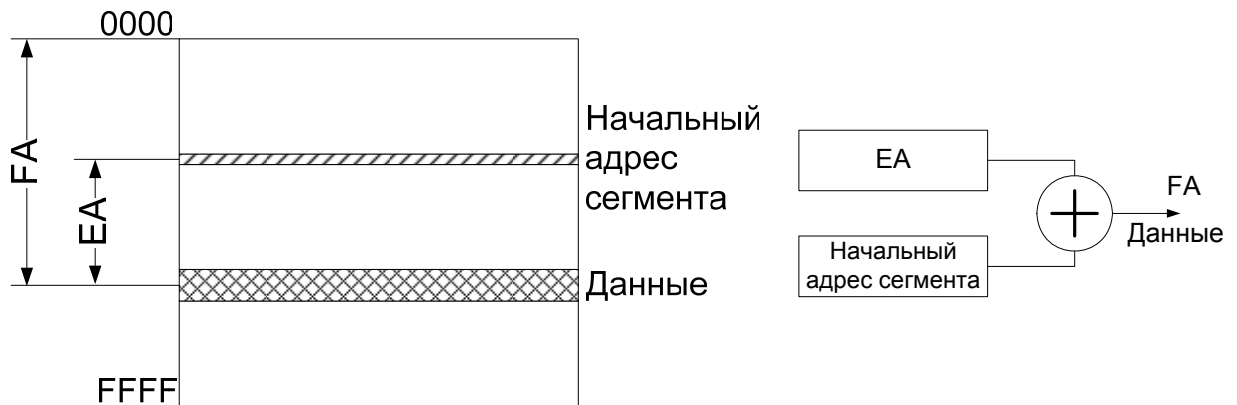 0000
FA
EA
Начальный
адрес
сегмента
Данные
FFFF
EA
Начальный
адрес сегмента
FA
Данные